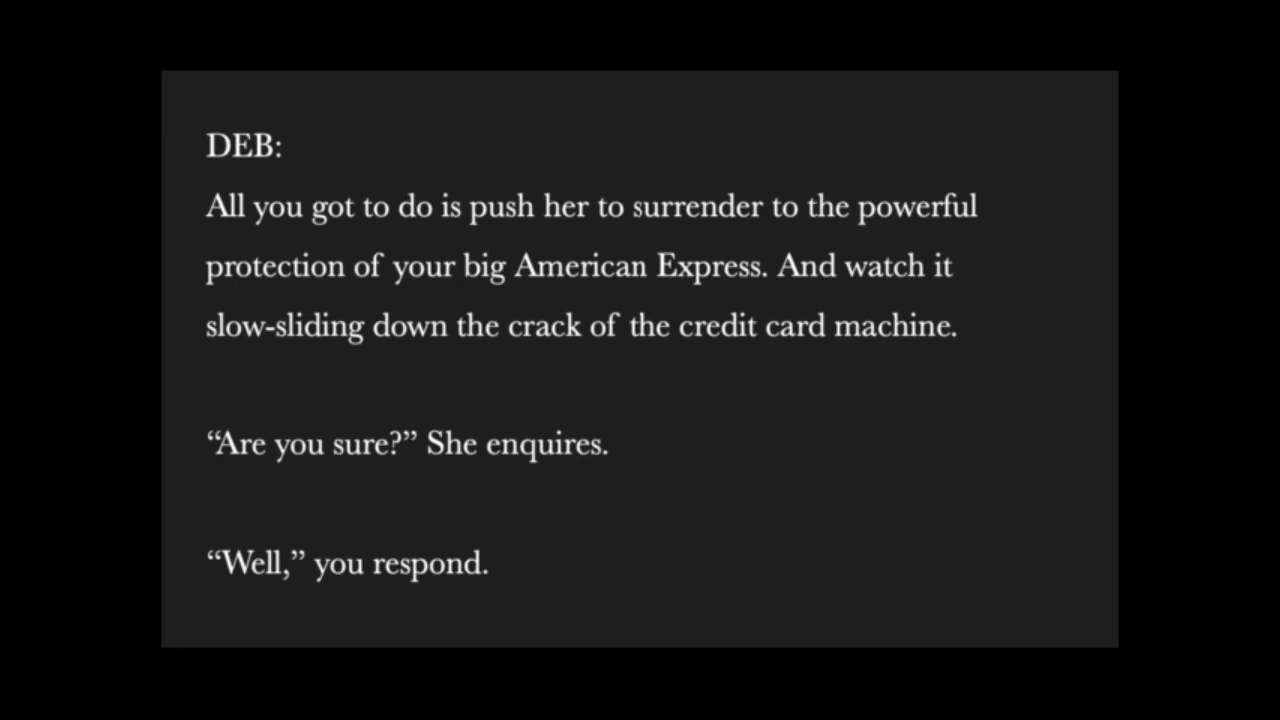 DEB:
All you got to do is push her to surrender to the powerful
protection of your big American Express. And watch it
slow-sliding down the crack of the credit card machine.
“Are you sure?” She enquires.
“Well,” you respond.